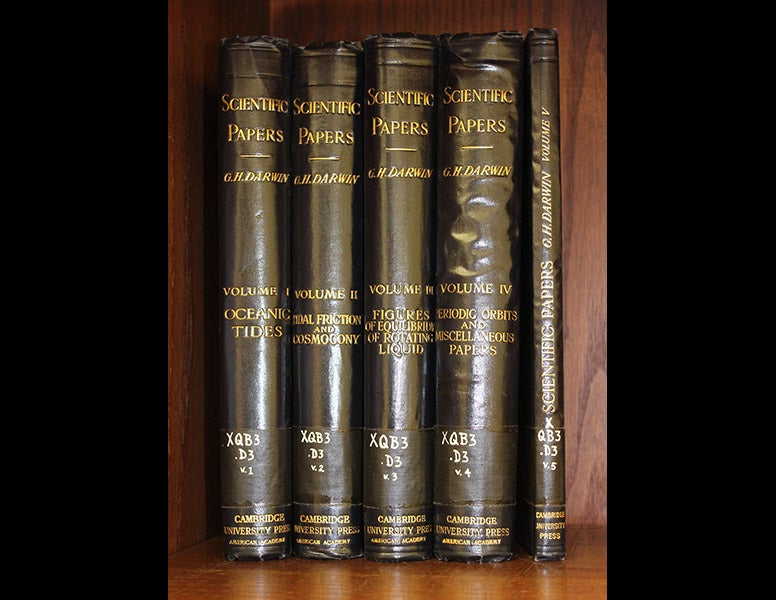 SCIENTIFIC
PAPERS
G.H. DARWIN
VOLUME I
OCEANIC
TIDES
XQB3
.D3
v.1
CAMBRIDGE
UNIVERSITY PRESS
AMERICAN ACADEMY
SCIENTIFIC
PAPERS
G.H. DARWIN
VOLUME II
TIDAL FRICTION
AND
COSMOGONY
XQB3
.D3
v.2
CAMBRIDGE
UNIVERSITY PRESS
AMERICAN ACADEMY
SCIENTIFIC
PAPERS
G.H. DARWIN
VOLUME III
FIGURES
OF EQUILIBRIUM
OF ROTATING
LIQUID
XQB3
.D3
v.3
CAMBRIDGE
UNIVERSITY PRESS
AMERICAN ACADEMY
SCIENTIFIC
PAPERS
G.H. DARWIN
VOLUME IV
PERIODIC ORBITS
AND
MISCELLANEOUS
PAPERS
XQB3
.D3
v.4
CAMBRIDGE
UNIVERSITY PRESS
AMERICAN ACADEMY
SCIENTIFIC PAPERS G.H. DARWIN VOLUME V
X
QB3
.D3
v.5
CAMBRIDGE
UNIVERSITY
PRESS